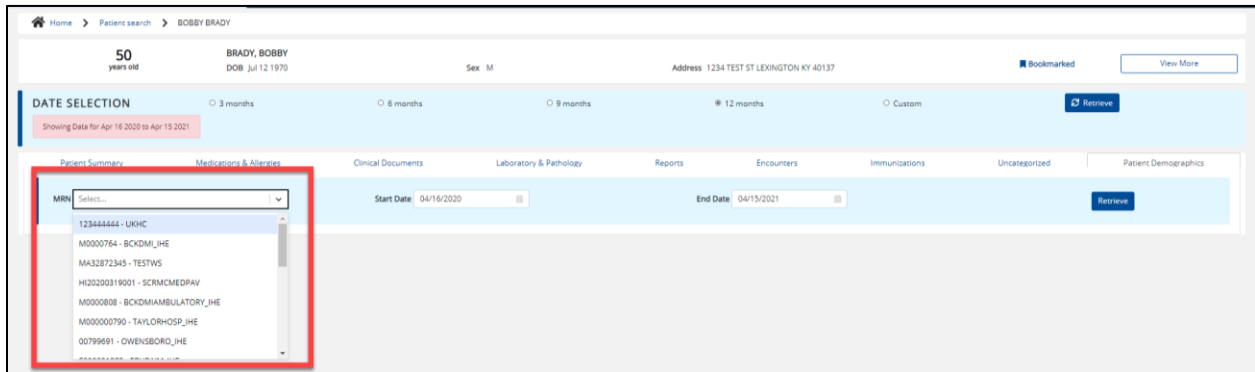 Home > Patient search > BOBBY BRADY
50 years old
BRADY, BOBBY
DOB Jul 12 1970
Sex M
Address 1234 TEST ST LEXINGTON KY 40137
Bookmarked
View More
DATE SELECTION
3 months
6 months
9 months
12 months
Custom
Retrieve
Showing Data for Apr 16 2020 to Apr 15 2021
Patient Summary
Medications & Allergies
Clinical Documents
Laboratory & Pathology
Reports
Encounters
Immunizations
Uncategorized
Patient Demographics
MRN Select...
Start Date 04/16/2020
End Date 04/15/2021
Retrieve
123444444 - UKHC
M0000764 - BCKDMI_IHE
MA32872345 - TESTWS
HI20200319001 - SCRMCMEDPAV
M0000808 - BCKDMIAMBULATORY_IHE
M000000790 - TAYLORHOSP_IHE
00799691 - OWENSBORO_IHE